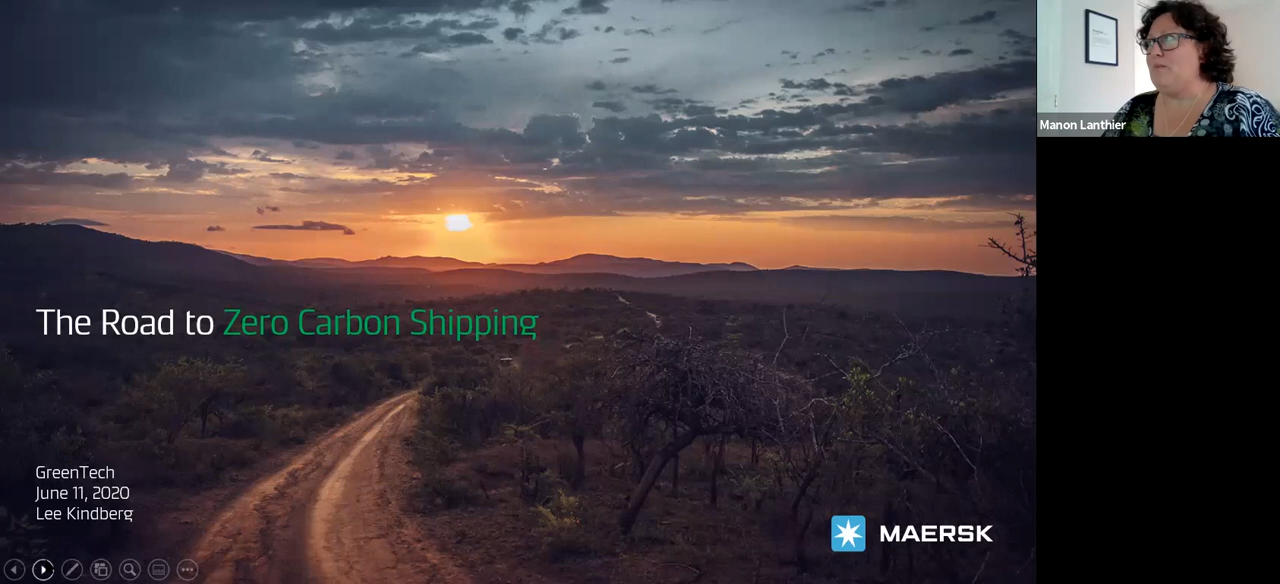 Manon Lanthier
The Road to Zero Carbon Shipping
GreenTech
June 11, 2020
Lee Kindberg
MAERSK